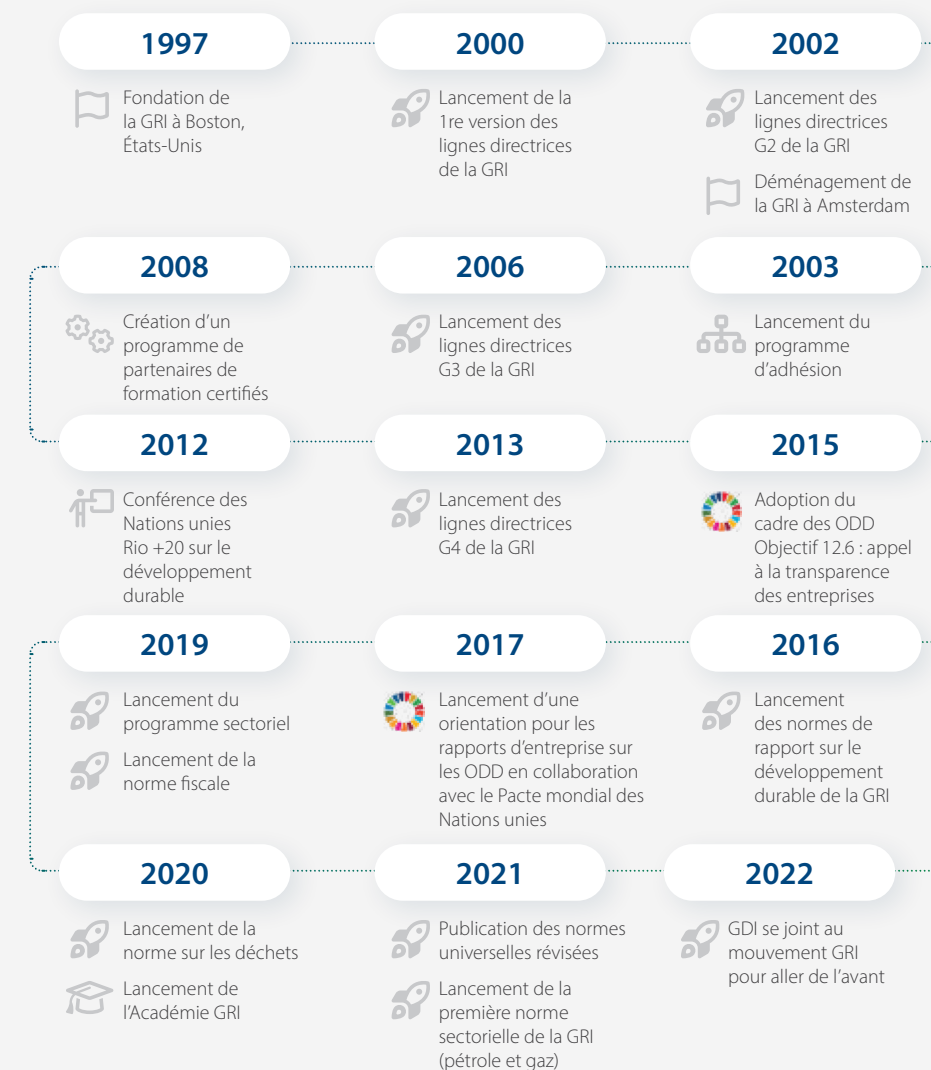 1997
Fondation de
la GRI à Boston,
États-Unis
2000
Lancement de la
1re version des
lignes directrices
de la GRI
2002
Lancement des
lignes directrices
G2 de la GRI
Déménagement de
la GRI à Amsterdam
2008
Création d’un
programme de
partenaires de
formation certifiés
2006
Lancement des
lignes directrices
G3 de la GRI
2003
Lancement du
programme
d’adhésion
2012
Conférence des
Nations unies
Rio +20 sur le
développement
durable
2013
Lancement des
lignes directrices
G4 de la GRI
2015
Adoption du
cadre des ODD
Objectif 12.6 : appel
à la transparence
des entreprises
2019
Lancement du
programme sectoriel
Lancement de la
norme fiscale
2017
Lancement d’une
orientation pour les
rapports d’entreprise sur
les ODD en collaboration
avec le Pacte mondial des
Nations unies
2016
Lancement
des normes de
rapport sur le
développement
durable de la GRI
2020
Lancement de la
norme sur les déchets
Lancement de
l’Académie GRI
2021
Publication des normes
universelles révisées
Lancement de la
première norme
sectorielle de la GRI
(pétrole et gaz)
2022
GDI se joint au
mouvement GRI
pour aller de l’avant